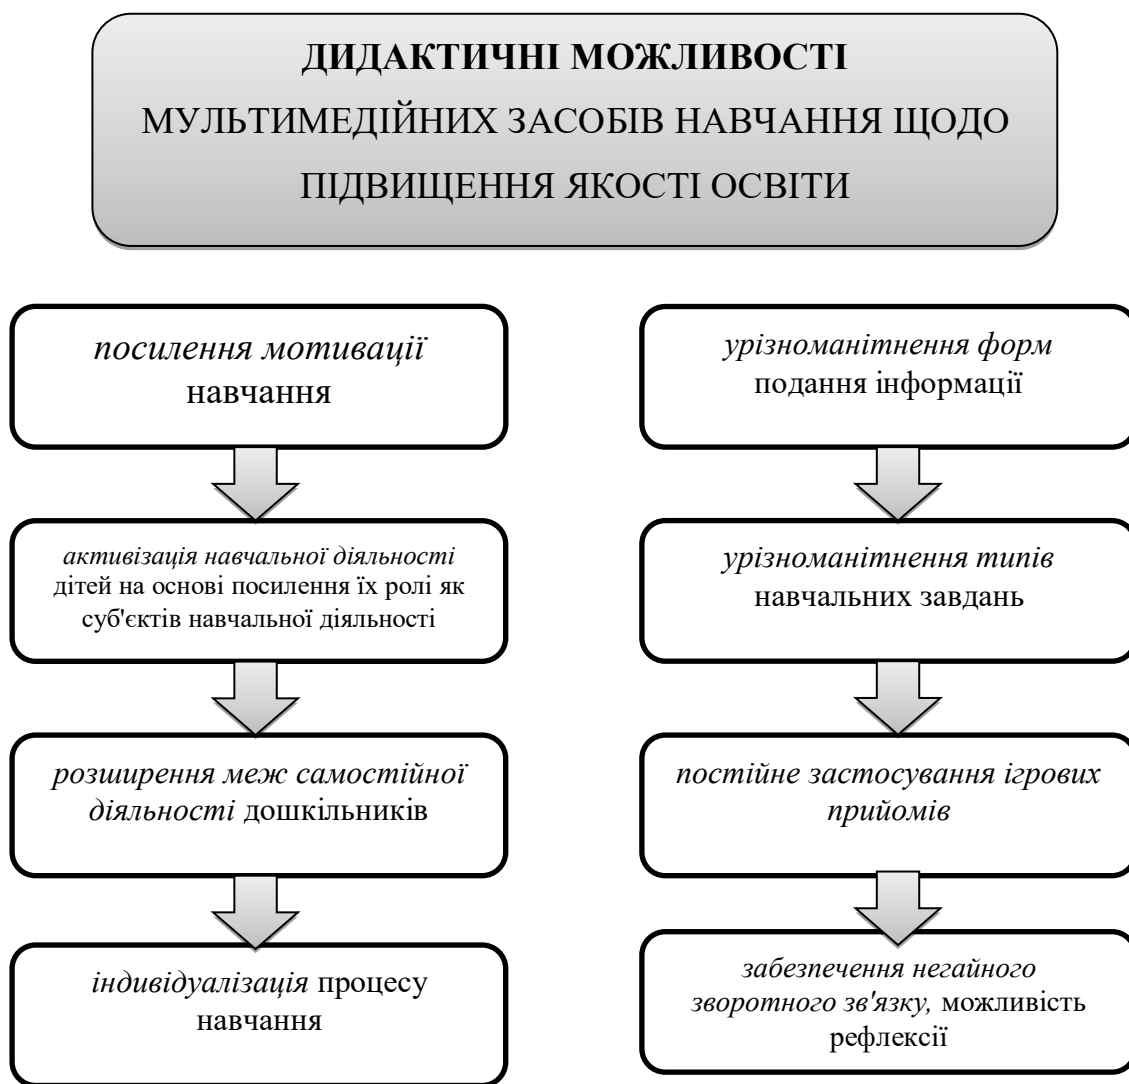 ДИДАКТИЧНІ МОЖЛИВОСТІ
МУЛЬТИМЕДІЙНИХ ЗАСОБІВ НАВЧАННЯ ЩОДО
ПІДВИЩЕННЯ ЯКОСТІ ОСВІТИ
посилення мотивації
навчання
активізація навчальної діяльності
дітей на основі посилення їх ролі як
суб'єктів навчальної діяльності
розширення меж самостійної
діяльності дошкільників
індивідуалізація процесу
навчання
урізноманітнення форм
подання інформації
урізноманітнення типів
навчальних завдань
постійне застосування ігрових
прийомів
забезпечення негайного
зворотного зв'язку, можливість
рефлексії